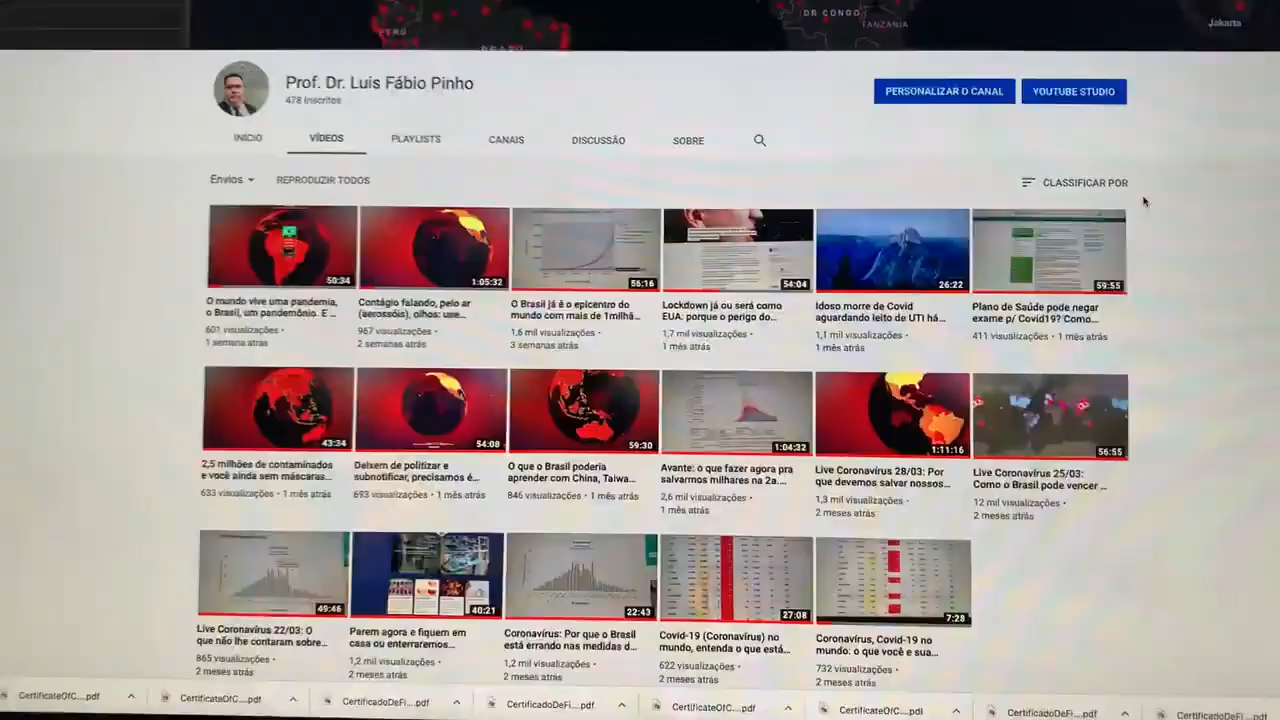 DR CONGO
TANZANIA
Jakarta
PERU
BRAZIL
Prof. Dr. Luis Fábio Pinho
478 inscritos
PERSONALIZAR O CANAL
YOUTUBE STUDIO
INÍCIO
VÍDEOS
PLAYLISTS
CANAIS
DISCUSSÃO
SOBRE
Envios
REPRODUZIR TODOS
CLASSIFICAR POR
50:34
1:05:32
55:16
54:04
26:22
59:55
O mundo vive uma pandemia,
o Brasil, um pandemônio. E ...
601 visualizações •
1 semana atrás
Contágio falando, pelo ar
(aerossóis), olhos: use...
967 visualizações •
2 semanas atrás
O Brasil já é o epicentro do
mundo com mais de 1milhã...
1,6 mil visualizações •
3 semanas atrás
Lockdown já ou será como
EUA: porque o perigo do...
1,7 mil visualizações •
1 mês atrás
Idoso morre de Covid
aguardando leito de UTI há...
1,1 mil visualizações •
1 mês atrás
Plano de Saúde pode negar
exame p/ Covid19? Como...
411 visualizações • 1 mês atrás
43:34
54:08
59:30
1:04:32
1:11:16
56:55
2,5 milhões de contaminados
e você ainda sem máscaras...
633 visualizações • 1 mês atrás
Deixem de politizar e
subnotificar, precisamos é...
693 visualizações • 1 mês atrás
O que o Brasil poderia
aprender com China, Taiwa...
846 visualizações • 1 mês atrás
Avante: o que fazer agora pra
salvarmos milhares na 2a....
2,6 mil visualizações •
1 mês atrás
Live Coronavírus 28/03: Por
que devemos salvar nossos...
1,3 mil visualizações •
2 meses atrás
Live Coronavírus 25/03:
Como o Brasil pode vencer ...
12 mil visualizações •
2 meses atrás
49:46
40:21
22:43
27:08
7:28
Live Coronavírus 22/03: O
que não lhe contaram sobre...
865 visualizações •
2 meses atrás
Parem agora e fiquem em
casa ou enterraremos...
1,2 mil visualizações •
2 meses atrás
Coronavírus: Por que o Brasil
está errando nas medidas d...
1,2 mil visualizações •
2 meses atrás
Covid-19 (Coronavírus) no
mundo, entenda o que está...
622 visualizações •
2 meses atrás
Coronavírus, Covid-19 no
mundo: o que você e sua...
732 visualizações •
2 meses atrás
CertificateOfC....pdf
CertificateOfC....pdf
CertificadoDeFi....pdf
CertificadoDeFi....pdf
CertificateOfC....pdf
CertificateOfC....pdf
CertificadoDeFi....pdf
CertificadoDeFi....pdf